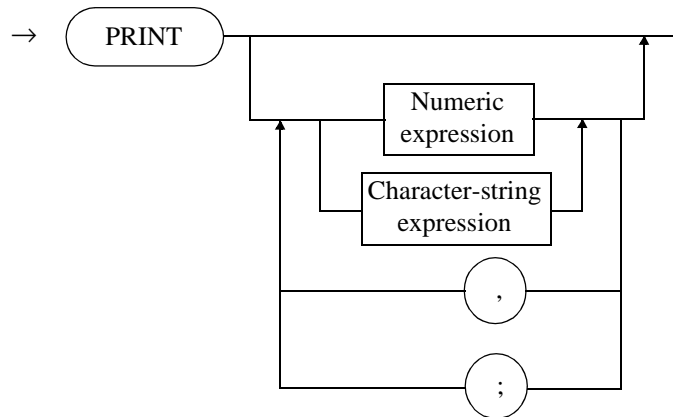 PRINT
Numeric
expression
Character-string
expression
,
;